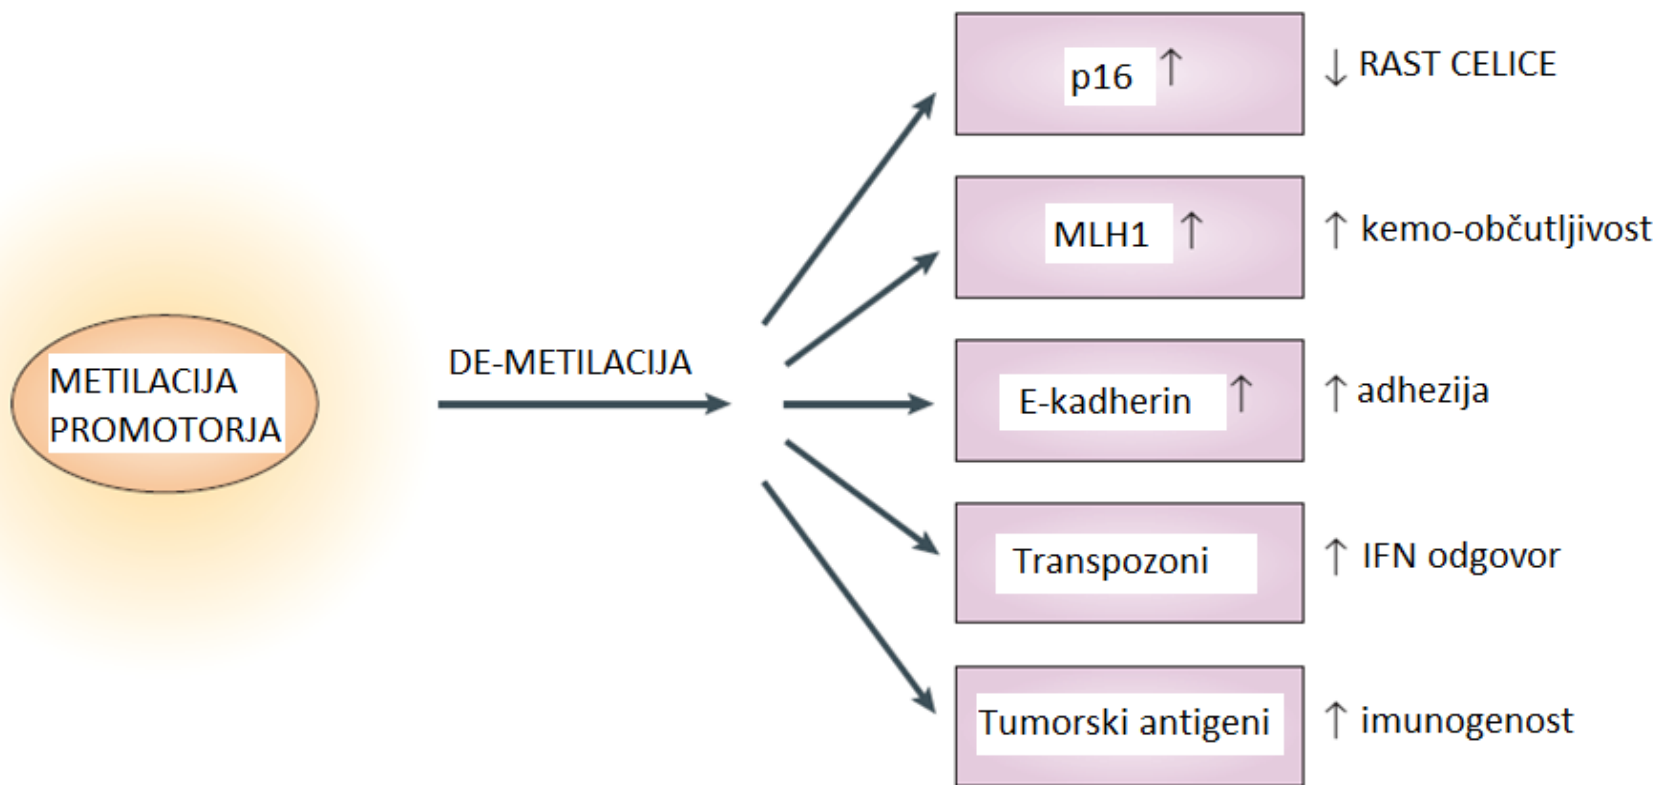 METILACIJA
PROMOTORJA
DE-METILACIJA
p16 ↑
↓ RAST CELICE
MLH1 ↑
↑ kemo-občutljivost
E-kadherin ↑
↑ adhezija
Transpozoni
↑ IFN odgovor
Tumorski antigeni
↑ imunogenost